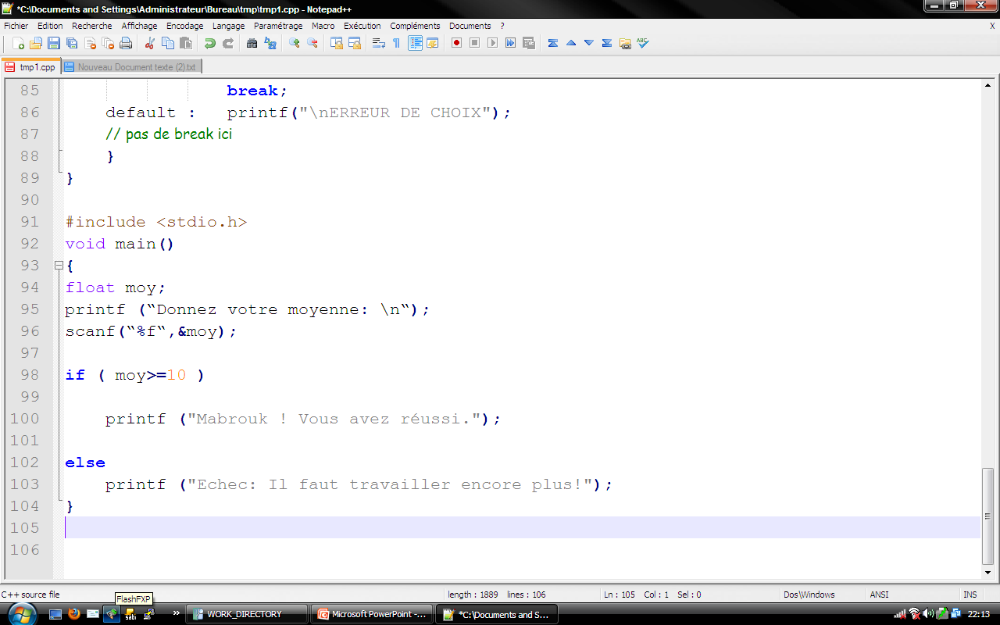 *C:\Documents and Settings\Administrateur\Bureau\tmp\tmp1.cpp - Notepad++
Fichier Edition Recherche Affichage Encodage Langage Paramétrage Macro Exécution Compléments Documents ? X
tmp1.cpp Nouveau Document texte (2).txt
85 break;
86 default : printf("\nERREUR DE CHOIX");
87 // pas de break ici
88 }
89 }
90
91 #include <stdio.h>
92 void main()
93 {
94 float moy;
95 printf (“Donnez votre moyenne: \n“);
96 scanf(“%f“,&moy);
97
98 if ( moy>=10 )
99
100 printf ("Mabrouk ! Vous avez réussi.");
101
102 else
103 printf ("Echec: Il faut travailler encore plus!");
104 }
105
106
C++ source file length : 1889 lines : 106 Ln : 105 Col : 1 Sel : 0 Dos\Windows ANSI INS
FlashFXP
» WORK_DIRECTORY Microsoft PowerPoint -... *C:\Documents and S... 22:13